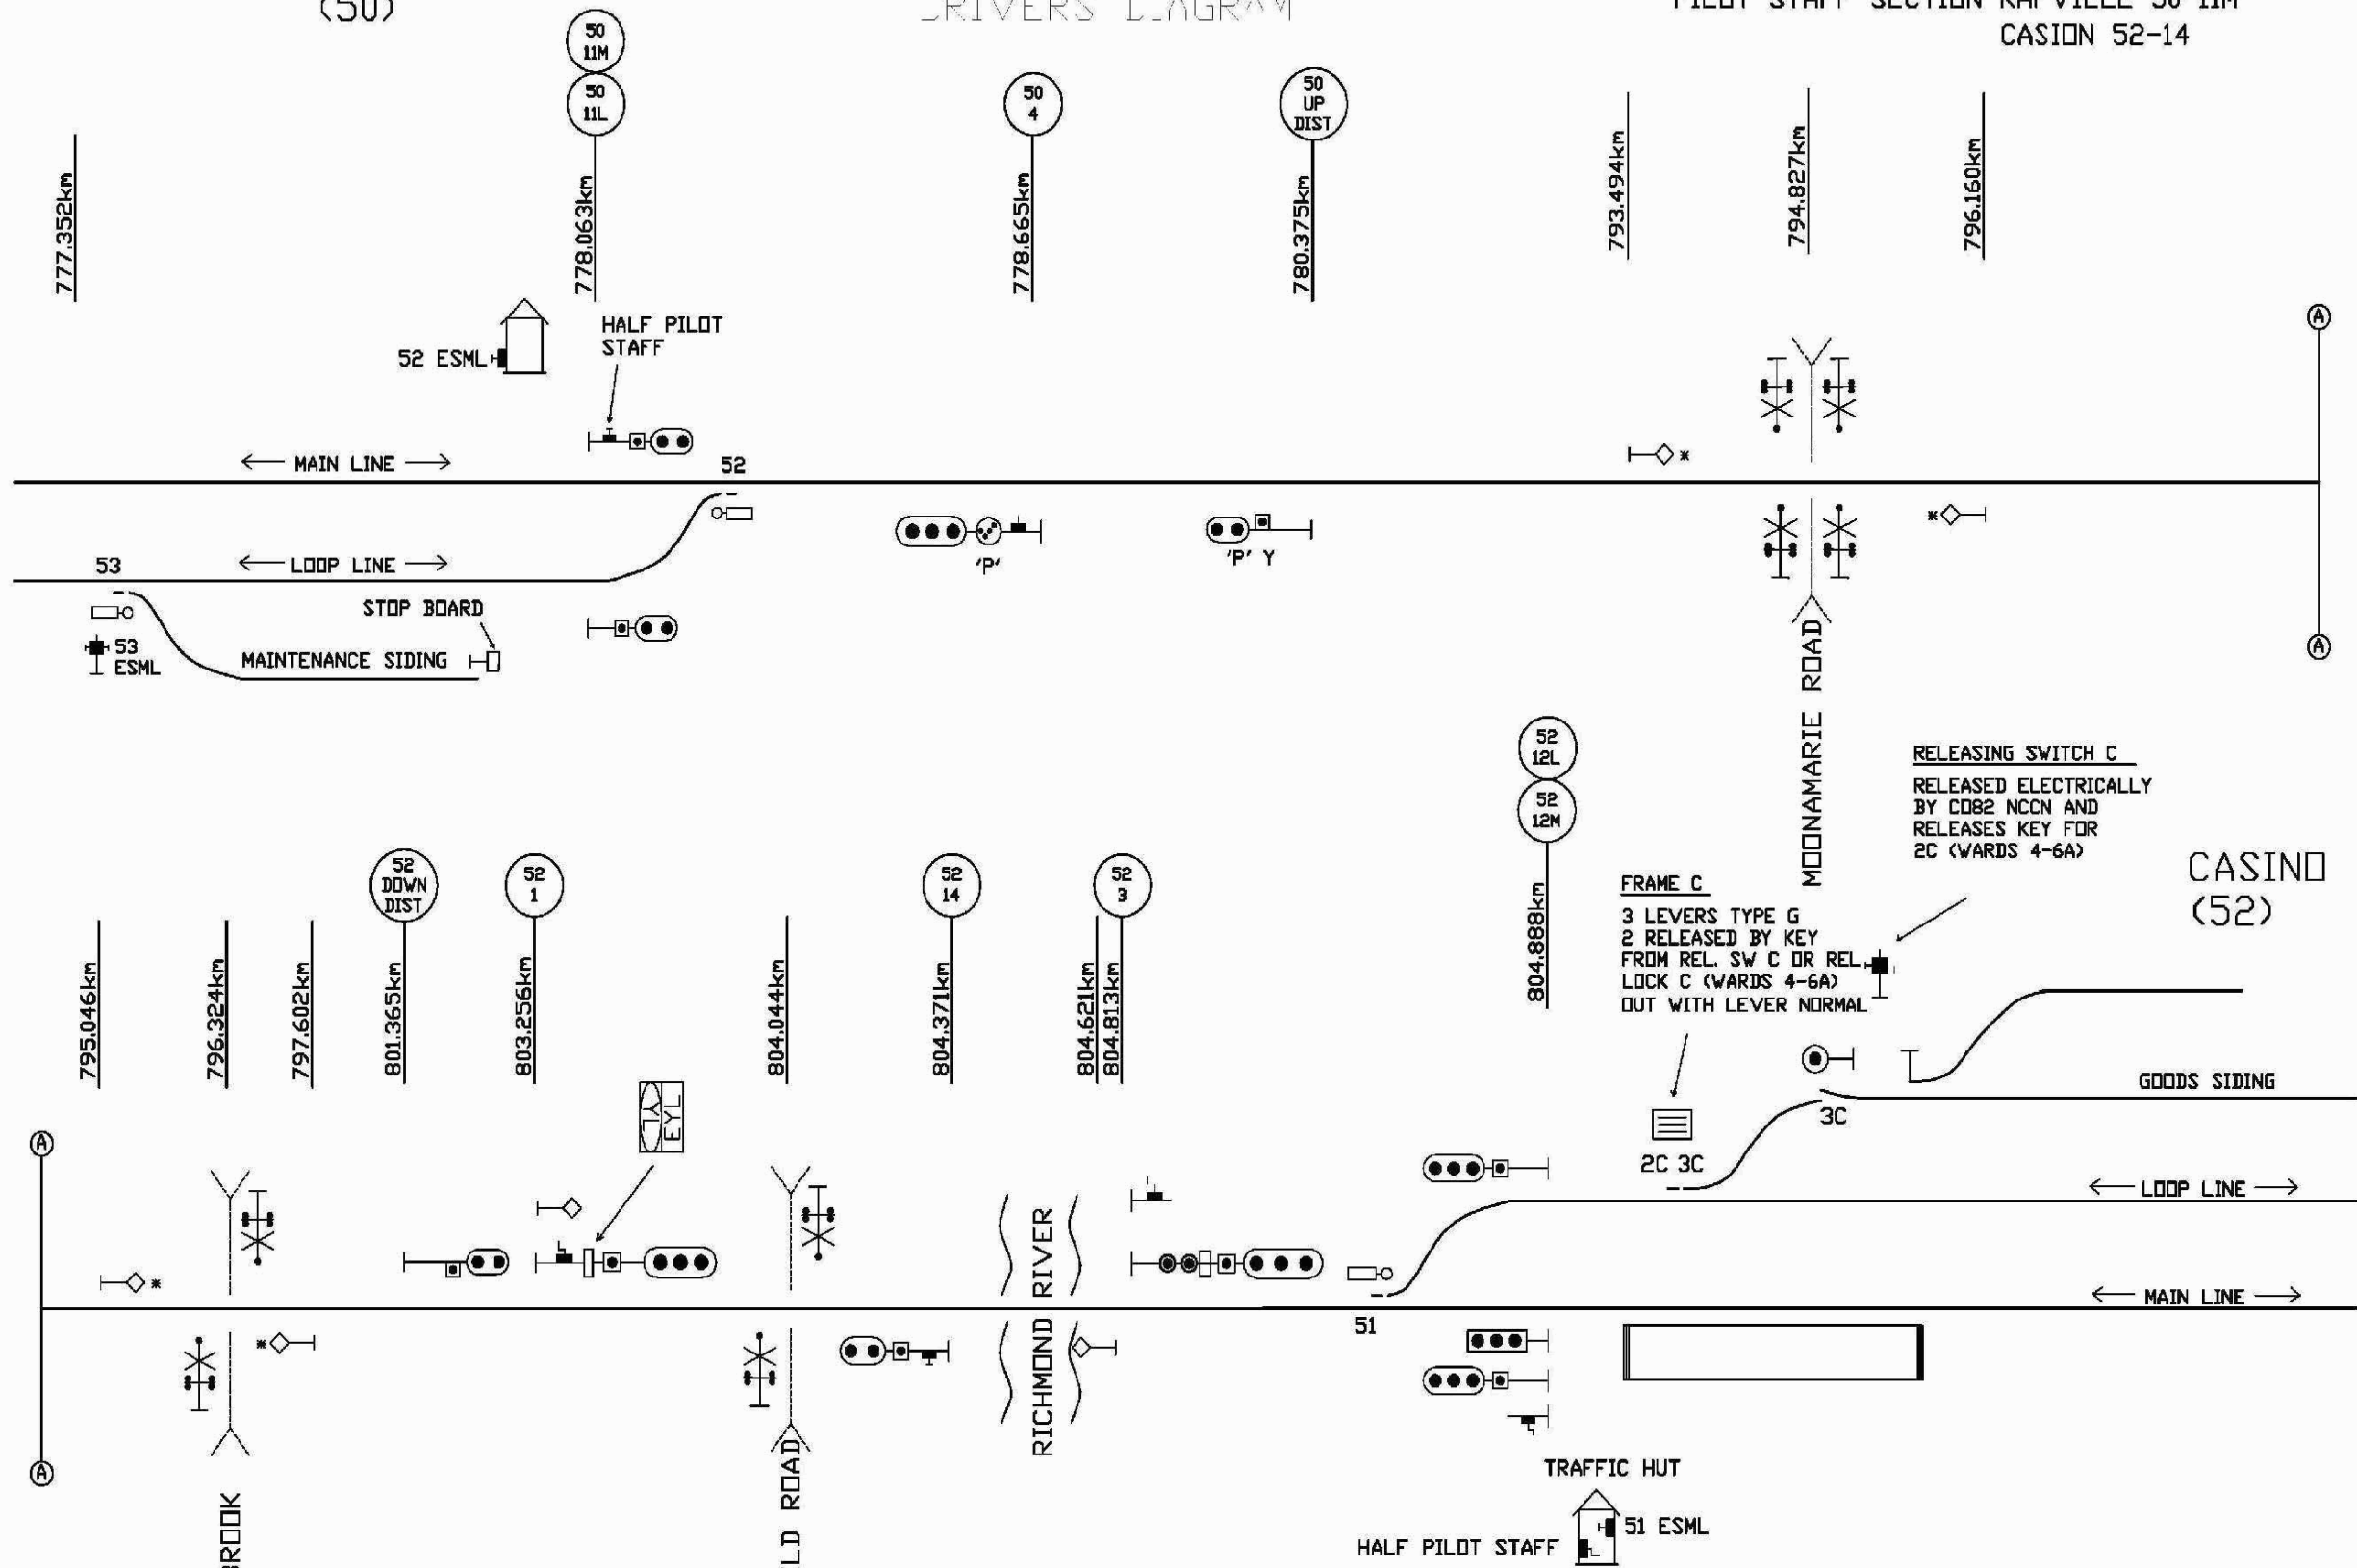 (50)
DRIVERS DIAGRAM
PILOT STAFF SECTION RAPVILLE 50-11M
CASION 52-14
50
11M
50
11L
50
4
50
UP
DIST
777.352km
778.063km
778.665km
780.375km
793.494km
794.827km
796.160km
HALF PILOT
STAFF
52 ESML
A
← MAIN LINE →
52
*
*
'P'
'P' Y
53
← LOOP LINE →
STOP BOARD
53
ESML
MAINTENANCE SIDING
A
MOONAMARIE ROAD
52
12L
52
12M
804.888km
RELEASING SWITCH C
RELEASED ELECTRICALLY
BY CO82 NCCN AND
RELEASES KEY FOR
2C (WARDS 4-6A)
CASINO
(52)
FRAME C
3 LEVERS TYPE G
2 RELEASED BY KEY
FROM REL. SW C OR REL
LOCK C (WARDS 4-6A)
OUT WITH LEVER NORMAL
52
DOWN
DIST
52
1
52
14
52
3
795.046km
796.324km
797.602km
801.365km
803.256km
804.044km
804.371km
804.621km
804.813km
EYL
GOODS SIDING
3C
2C 3C
A
← LOOP LINE →
RICHMOND RIVER
*
← MAIN LINE →
51
*
A
BROOK
LD ROAD
TRAFFIC HUT
51 ESML
HALF PILOT STAFF